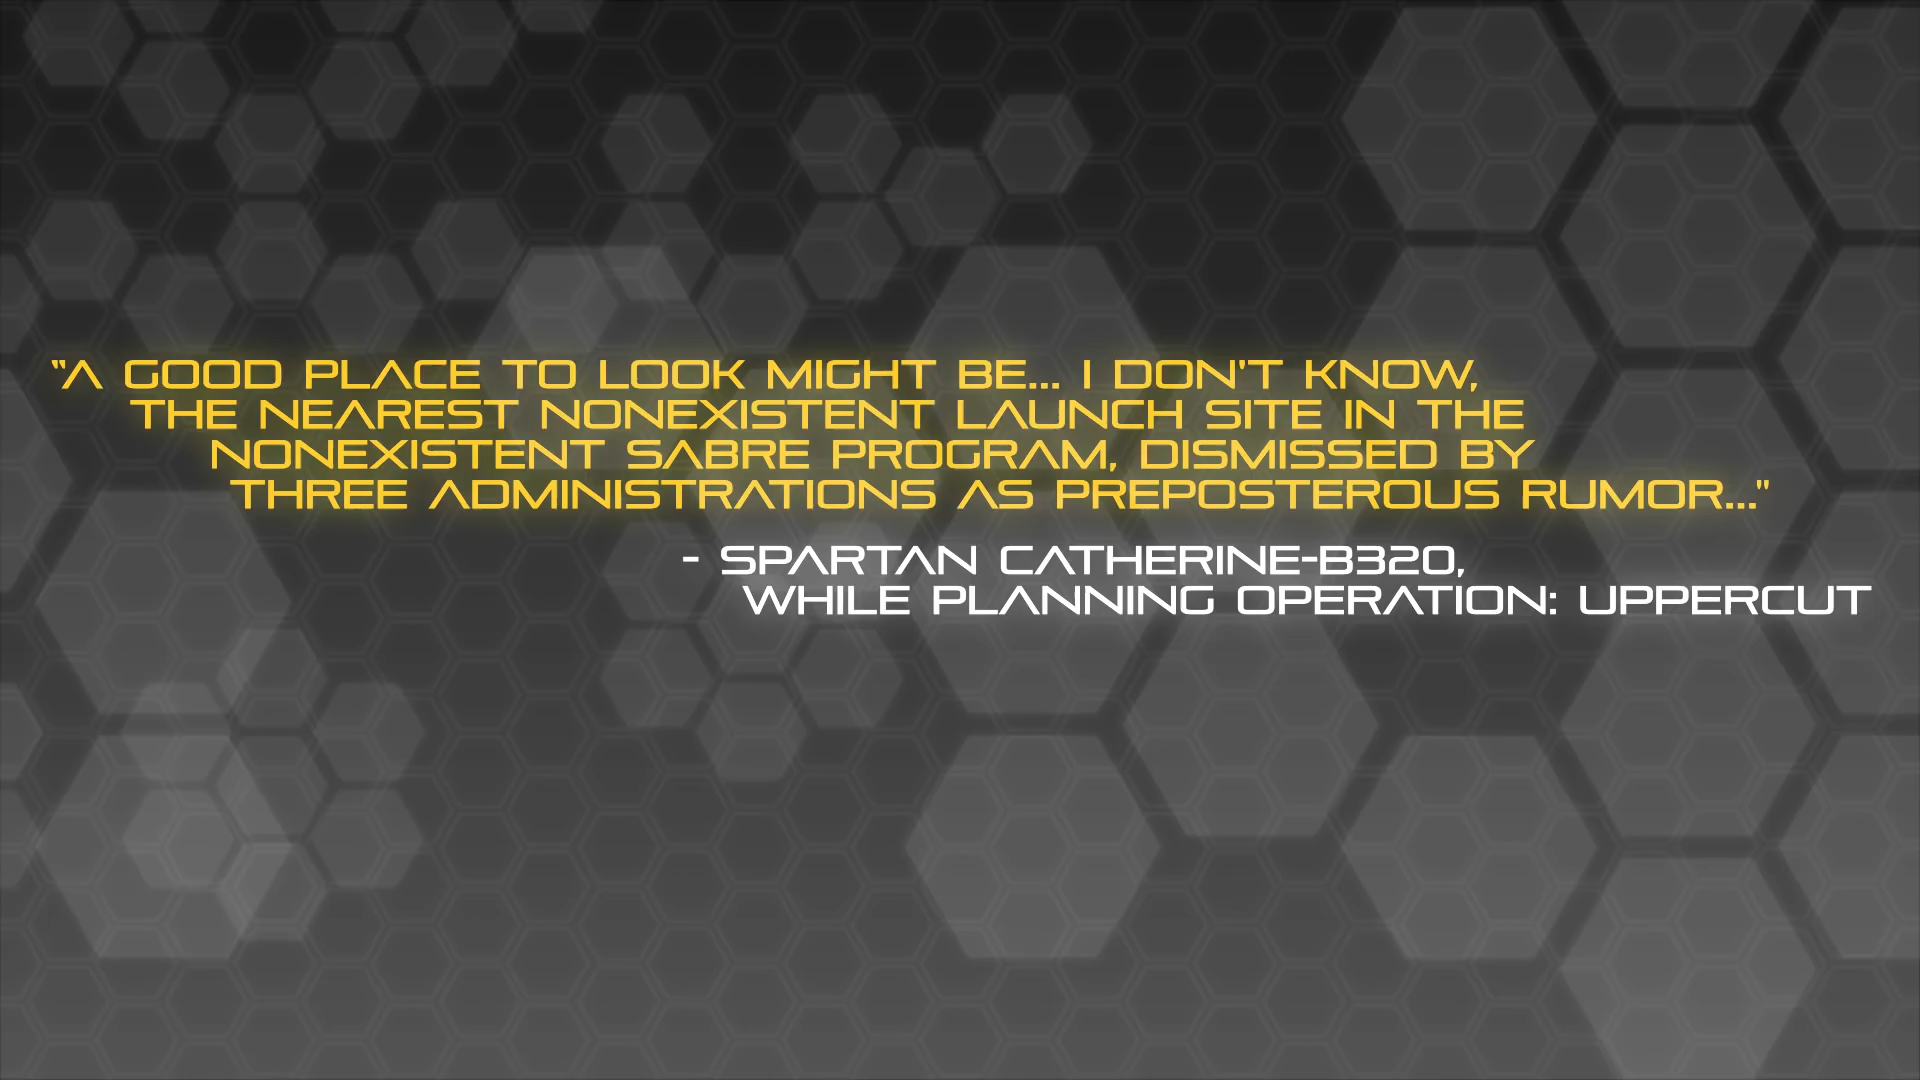 "A GOOD PLACE TO LOOK MIGHT BE... I DON'T KNOW,
THE NEAREST NONEXISTENT LAUNCH SITE IN THE
NONEXISTENT SABRE PROGRAM, DISMISSED BY
THREE ADMINISTRATIONS AS PREPOSTEROUS RUMOR..."
- SPARTAN CATHERINE-B320,
WHILE PLANNING OPERATION: UPPERCUT